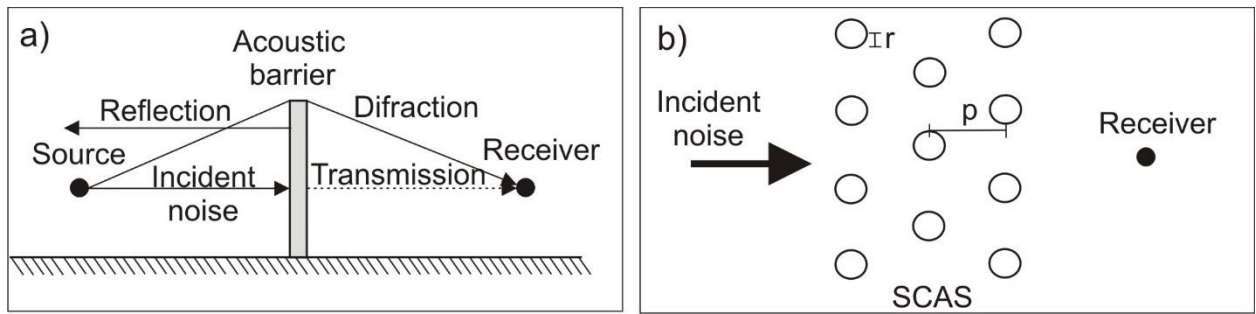 a)
Acoustic
barrier
Reflection
Difraction
Source
Receiver
Incident
noise
Transmission
b)
r
Incident
noise
p
Receiver
SCAS